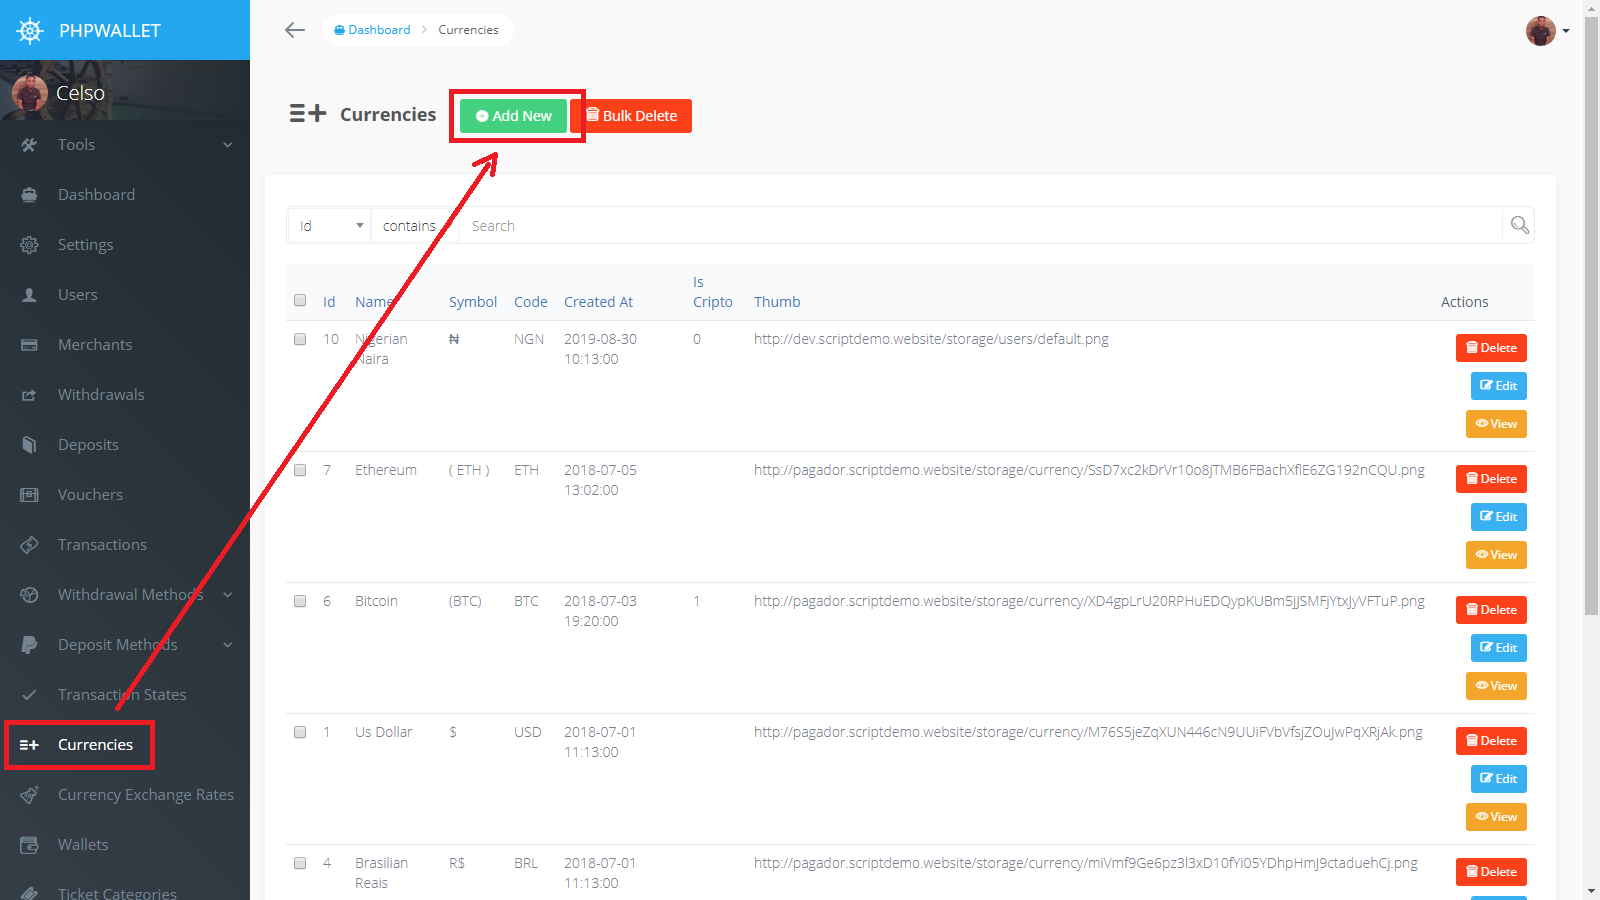 PHPWALLET
Dashboard > Currencies
Celso
Currencies
Add New
Bulk Delete
Tools
Dashboard
Settings
Users
Merchants
Withdrawals
Deposits
Vouchers
Transactions
Withdrawal Methods
Deposit Methods
Transaction States
Currencies
Currency Exchange Rates
Wallets
Ticket Categories
Id contains Search
Id Name Symbol Code Created At Is Cripto Thumb Actions
10 Nigerian Naira ₦ NGN 2019-08-30 10:13:00 0 http://dev.scriptdemo.website/storage/users/default.png
Delete
Edit
View
7 Ethereum ( ETH ) ETH 2018-07-05 13:02:00 http://pagador.scriptdemo.website/storage/currency/SsD7xc2kDrVr10o8jTMB6FBachXflE6ZG192nCQU.png
Delete
Edit
View
6 Bitcoin (BTC) BTC 2018-07-03 19:20:00 1 http://pagador.scriptdemo.website/storage/currency/XD4gpLrU20RPHuEDQypKUBm5jJSMFjYtxJyVFTuP.png
Delete
Edit
View
1 Us Dollar $ USD 2018-07-01 11:13:00 http://pagador.scriptdemo.website/storage/currency/M76S5jeZqXUN446cN9UUiFVbVfsjZOuJwPqXRjAk.png
Delete
Edit
View
4 Brasilian Reais R$ BRL 2018-07-01 11:13:00 http://pagador.scriptdemo.website/storage/currency/miVmf9Ge6pz3l3xD10fYi05YDhpHmJ9ctaduehCj.png
Delete